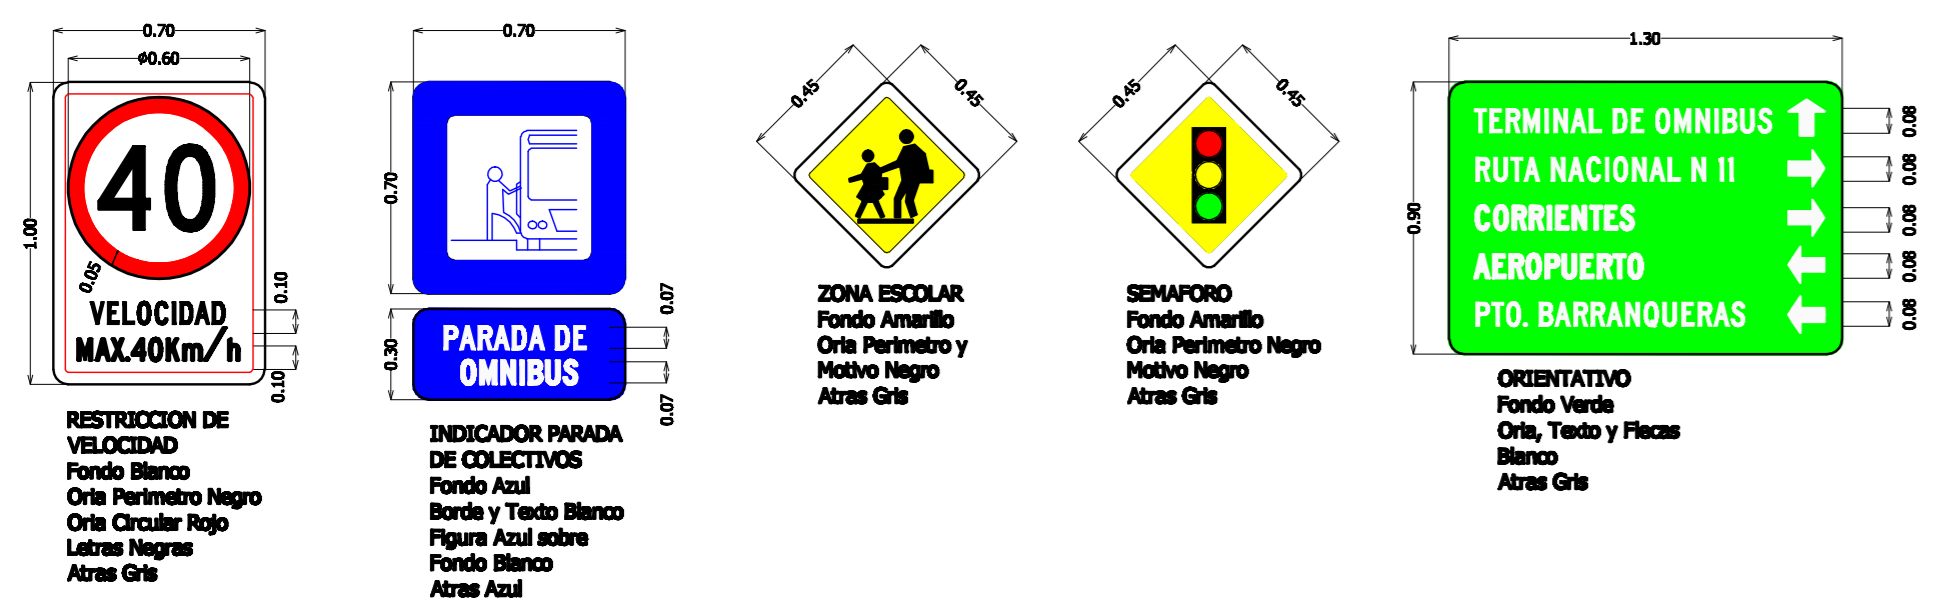 0.70
ø0.60
1.00
40
0.05
VELOCIDAD
MAX.40Km/h
0.10
0.10
RESTRICCION DE
VELOCIDAD
Fondo Blanco
Orla Perimetro Negro
Orla Circular Rojo
Letras Negras
Atras Gris
0.70
0.70
0.30
PARADA DE
OMNIBUS
0.07
0.07
INDICADOR PARADA
DE COLECTIVOS
Fondo Azul
Borde y Texto Blanco
Figura Azul sobre
Fondo Blanco
Atras Azul
0.45
0.45
ZONA ESCOLAR
Fondo Amarillo
Orla Perimetro y
Motivo Negro
Atras Gris
0.45
0.45
SEMAFORO
Fondo Amarillo
Orla Perimetro Negro
Motivo Negro
Atras Gris
1.30
0.90
TERMINAL DE OMNIBUS
RUTA NACIONAL N 11
CORRIENTES
AEROPUERTO
PTO. BARRANQUERAS
0.08
0.08
0.08
0.08
0.08
ORIENTATIVO
Fondo Verde
Orla, Texto y Flecas
Blanco
Atras Gris